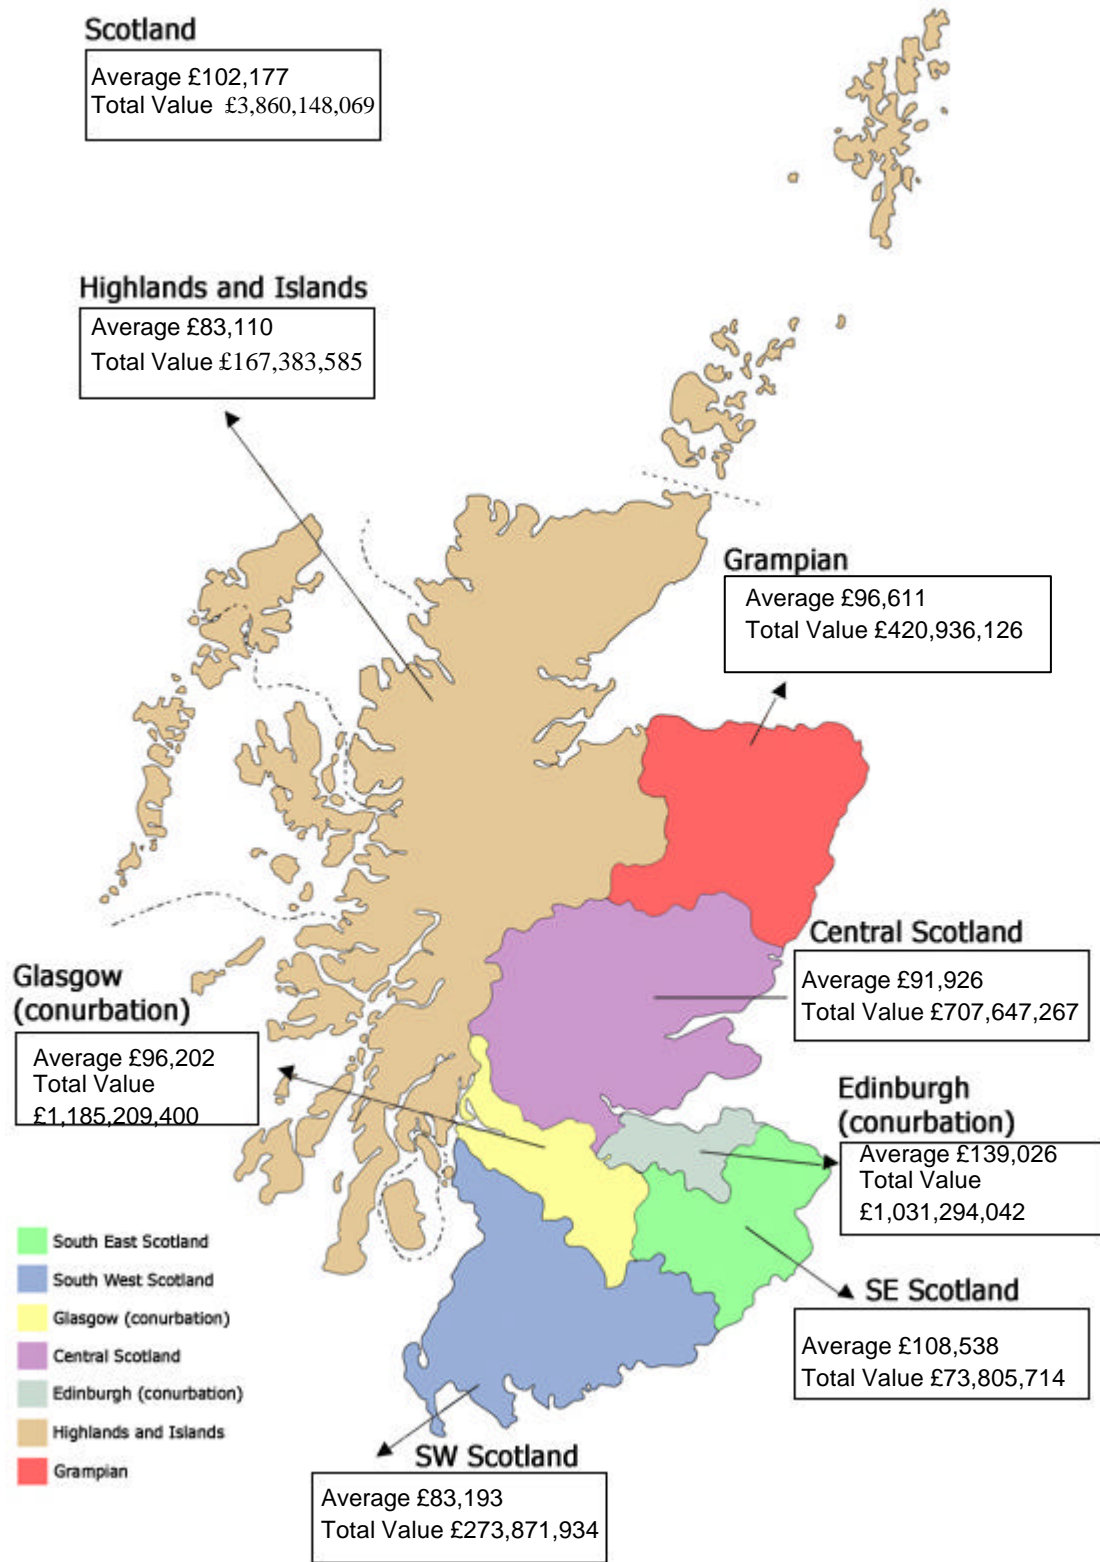 Scotland
Average £102,177
Total Value £3,860,148,069
Highlands and Islands
Average £83,110
Total Value £167,383,585
Grampian
Average £96,611
Total Value £420,936,126
Central Scotland
Average £91,926
Total Value £707,647,267
Glasgow
(conurbation)
Average £96,202
Total Value
£1,185,209,400
Edinburgh
(conurbation)
Average £139,026
Total Value
£1,031,294,042
SE Scotland
Average £108,538
Total Value £73,805,714
SW Scotland
Average £83,193
Total Value £273,871,934
South East Scotland
South West Scotland
Glasgow (conurbation)
Central Scotland
Edinburgh (conurbation)
Highlands and Islands
Grampian